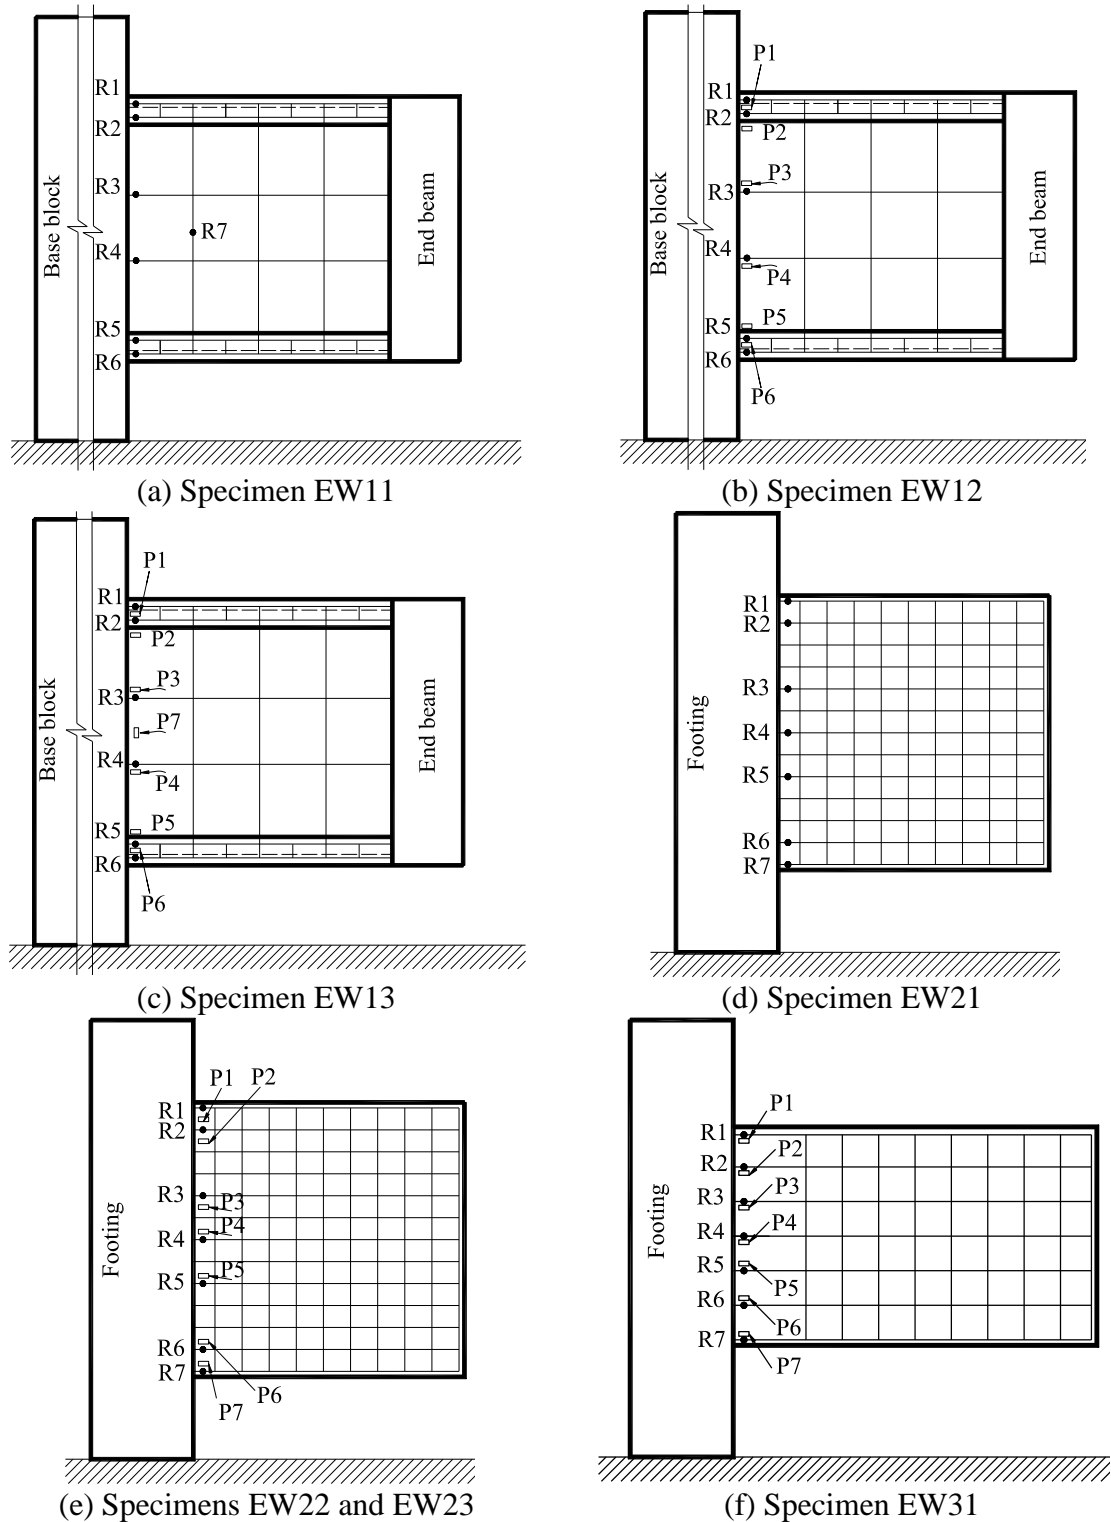 R1
R2
R3
R7
R4
R5
R6
Base block
End beam
(a) Specimen EW11
P1
R1
R2
P2
P3
R3
R4
P4
P5
R5
R6
P6
Base block
End beam
(b) Specimen EW12
P1
R1
R2
P2
P3
R3
P7
R4
P4
P5
R5
R6
P6
Base block
End beam
(c) Specimen EW13
R1
R2
R3
R4
R5
R6
R7
Footing
(d) Specimen EW21
P1
P2
R1
R2
R3
P3
P4
R4
P5
R5
R6
R7
P6
P7
Footing
(e) Specimens EW22 and EW23
P1
R1
P2
R2
P3
R3
P4
R4
R5
P5
R6
P6
R7
P7
Footing
(f) Specimen EW31